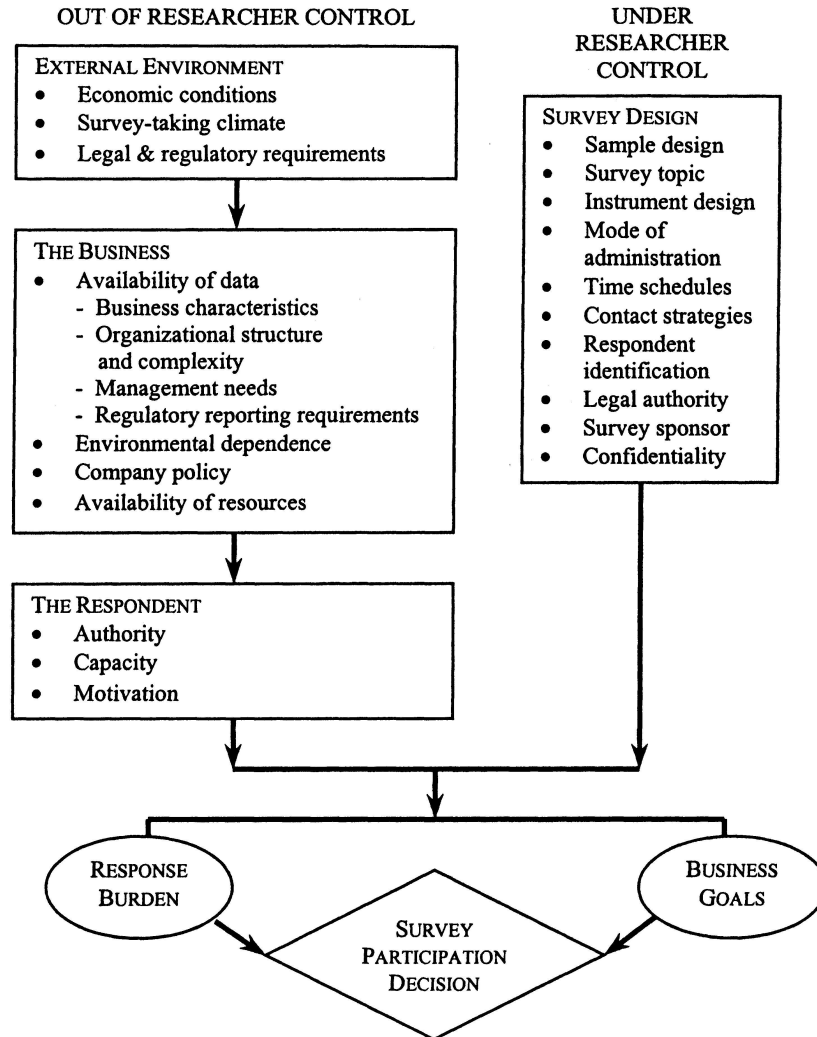 OUT OF RESEARCHER CONTROL
EXTERNAL ENVIRONMENT
• Economic conditions
• Survey-taking climate
• Legal & regulatory requirements
THE BUSINESS
• Availability of data
- Business characteristics
- Organizational structure
and complexity
- Management needs
- Regulatory reporting requirements
• Environmental dependence
• Company policy
• Availability of resources
THE RESPONDENT
• Authority
• Capacity
• Motivation
UNDER
RESEARCHER
CONTROL
SURVEY DESIGN
• Sample design
• Survey topic
• Instrument design
• Mode of
administration
• Time schedules
• Contact strategies
• Respondent
identification
• Legal authority
• Survey sponsor
• Confidentiality
RESPONSE
BURDEN
SURVEY
PARTICIPATION
DECISION
BUSINESS
GOALS